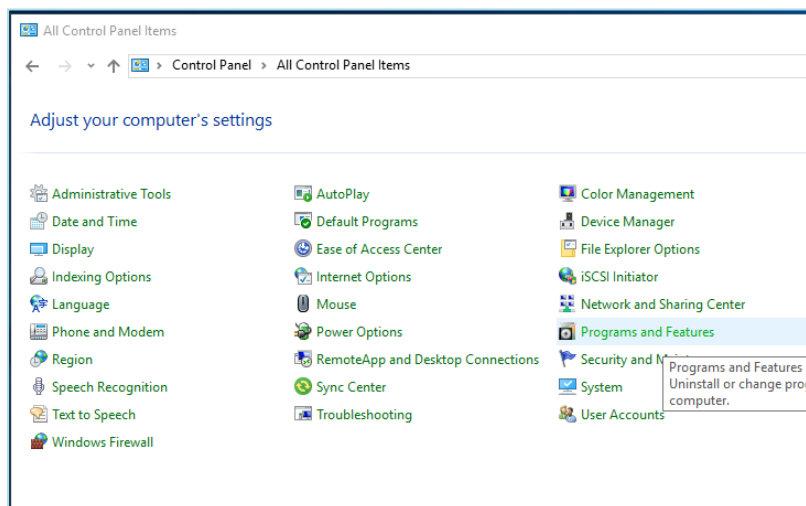 All Control Panel Items
Control Panel > All Control Panel Items
Adjust your computer's settings
Administrative Tools
AutoPlay
Color Management
Date and Time
Default Programs
Device Manager
Display
Ease of Access Center
File Explorer Options
Indexing Options
Internet Options
iSCSI Initiator
Language
Mouse
Network and Sharing Center
Phone and Modem
Power Options
Programs and Features
Region
RemoteApp and Desktop Connections
Security and
Programs and Features
Uninstall or change
computer.
Speech Recognition
Sync Center
System
Text to Speech
Troubleshooting
User Accounts
Windows Firewall